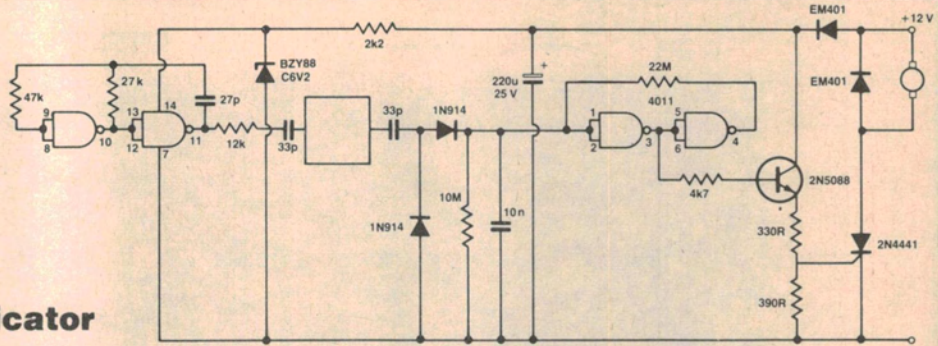 EM401
+12 V
2k2
BZY88
C6V2
27k
47k
27p
14
13
12
11
7
9
8
10
12k
33p
33p
1N914
1N914
10M
10n
220u
25 V
+
22M
4011
1
2
3
5
6
4
4k7
EM401
2N5088
330R
390R
2N4441
icator